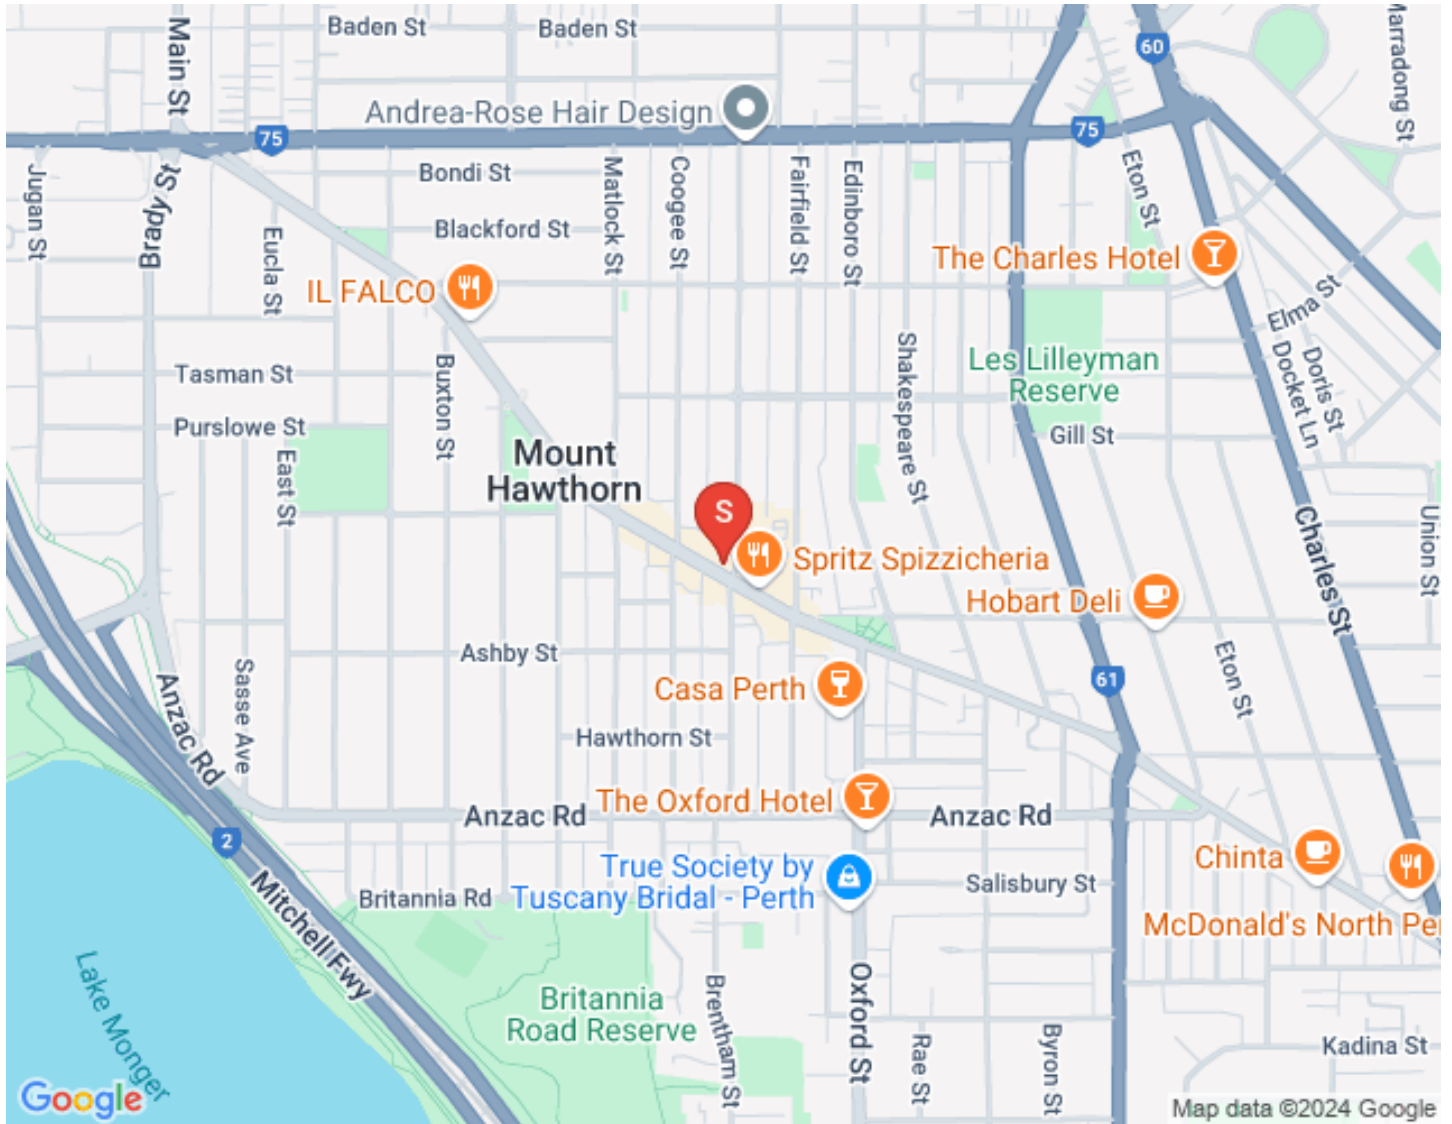 Baden St
Baden St
Main St
60
Marradong St
Andrea-Rose Hair Design
75
75
Bondi St
Jugan St
Brady St
Matlock St
Coogee St
Fairfield St
Edinboro St
Eton St
Blackford St
Eucla St
The Charles Hotel
IL FALCO
Elma St
Shakespeare St
Les Lilleyman
Reserve
Tasman St
Buxton St
Doris St
Docket Ln
Purslowe St
Gill St
East St
Mount
Hawthorn
S
Charles St
Union St
Spritz Spizzicheria
Hobart Deli
Ashby St
Sasse Ave
Eton St
61
Casa Perth
Anzac Rd
Hawthorn St
The Oxford Hotel
Anzac Rd
Anzac Rd
2
Chinta
True Society by
Tuscany Bridal - Perth
Salisbury St
Britannia Rd
McDonald's North Pe
Mitchell Fwy
Lake Monger
Britannia
Road Reserve
Brentham St
Oxford St
Rae St
Byron St
Kadina St
Google
Map data ©2024 Google